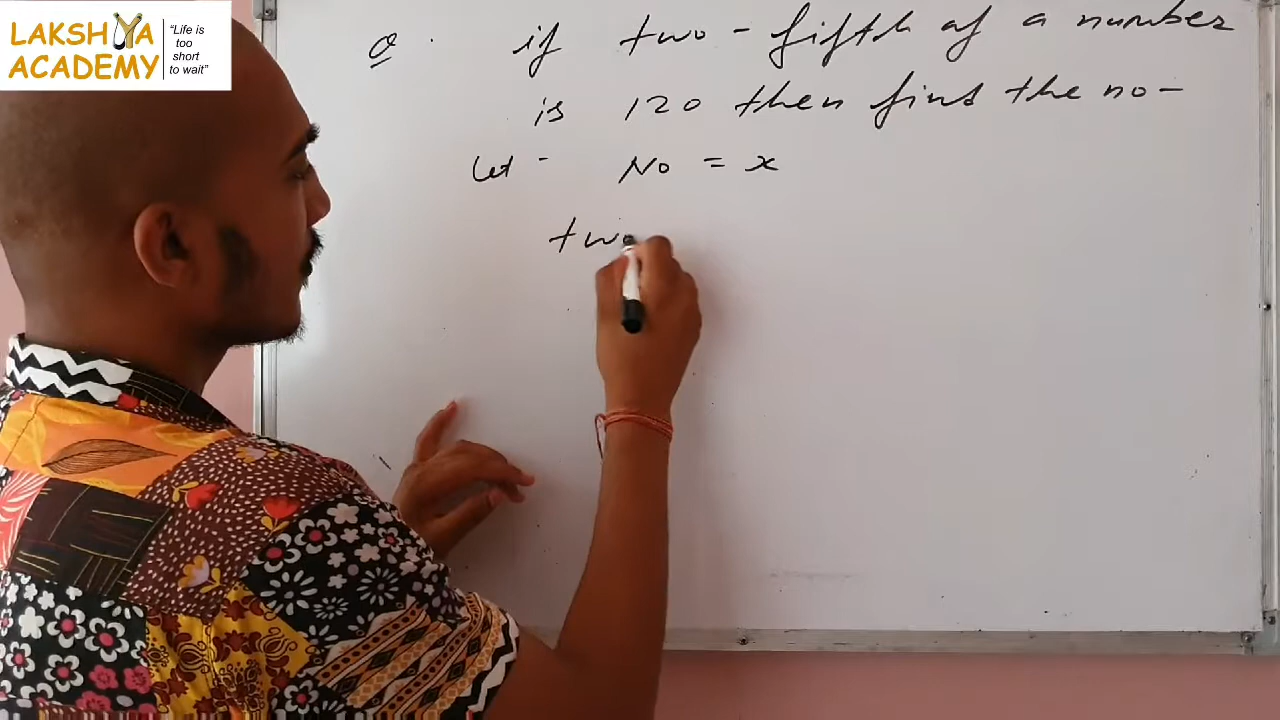 LAKSHYA
ACADEMY
"Life is
too
short
to wait"
Q. if two-fifth of a number
is 120 then find the no-
Let - No = x
two